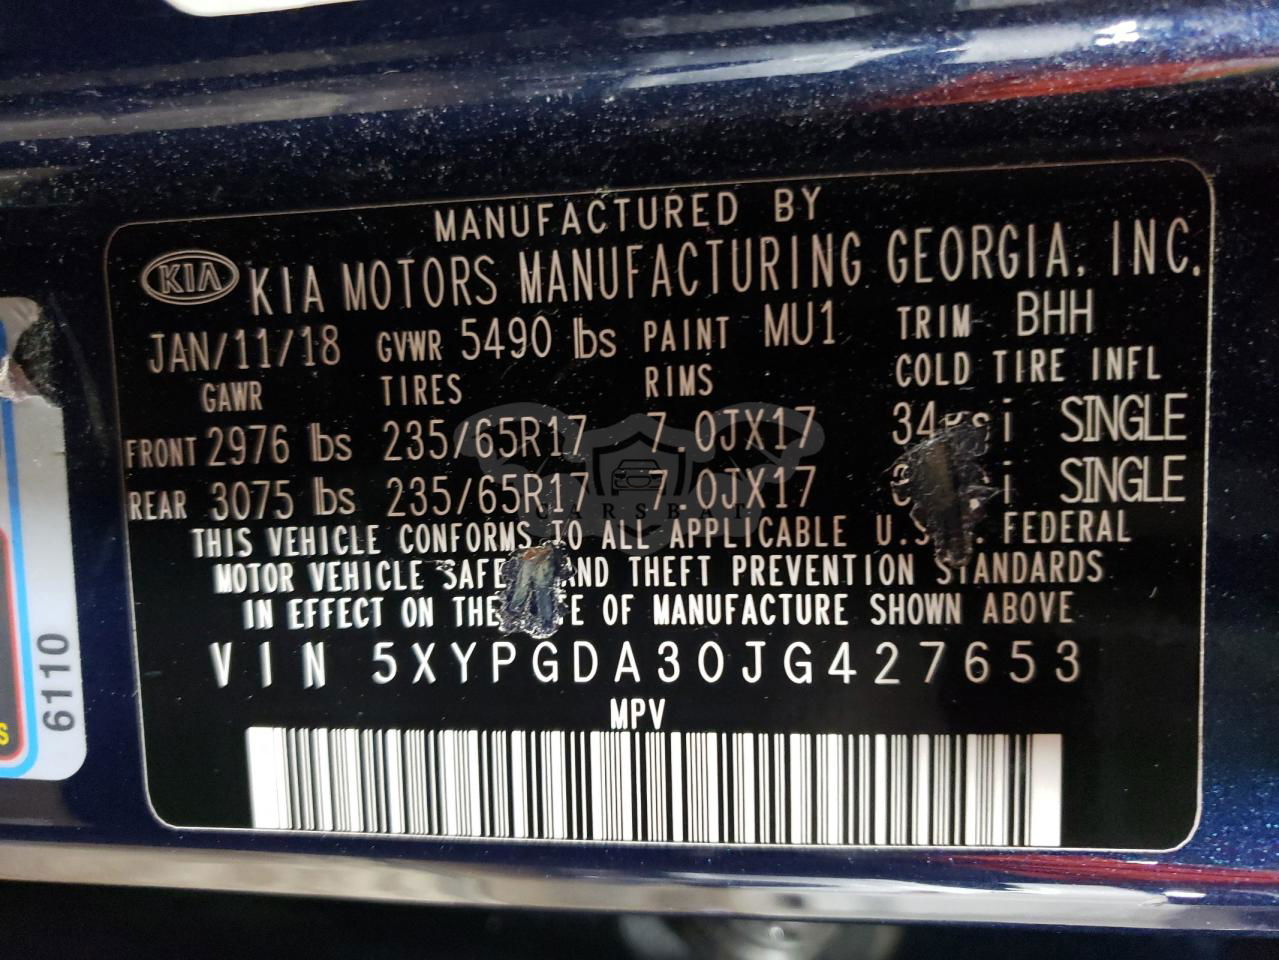 MANUFACTURED BY
KIA KIA MOTORS MANUFACTURING GEORGIA, INC.
JAN/11/18 GVWR 5490 lbs PAINT MU1 TRIM BHH
GAWR TIRES RIMS COLD TIRE INFL
FRONT 2976 lbs 235/65R17 7.0JX17 34psi SINGLE
REAR 3075 lbs 235/65R17 7.0JX17 SINGLE
CARSBAT
THIS VEHICLE CONFORMS TO ALL APPLICABLE U.S. FEDERAL
MOTOR VEHICLE AND THEFT PREVENTION STANDARDS
IN EFFECT ON THE OF MANUFACTURE SHOWN ABOVE
VIN 5XYPGDA30JG427653
MPV
6110